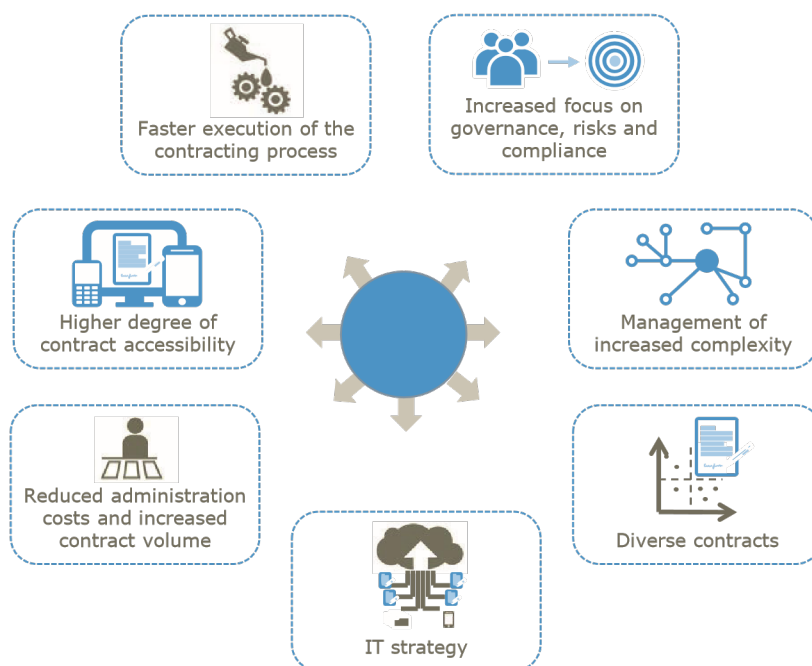 Faster execution of the
contracting process
Increased focus on
governance, risks and
compliance
Higher degree of
contract accessibility
Management of
increased complexity
Reduced administration
costs and increased
contract volume
Diverse contracts
IT strategy